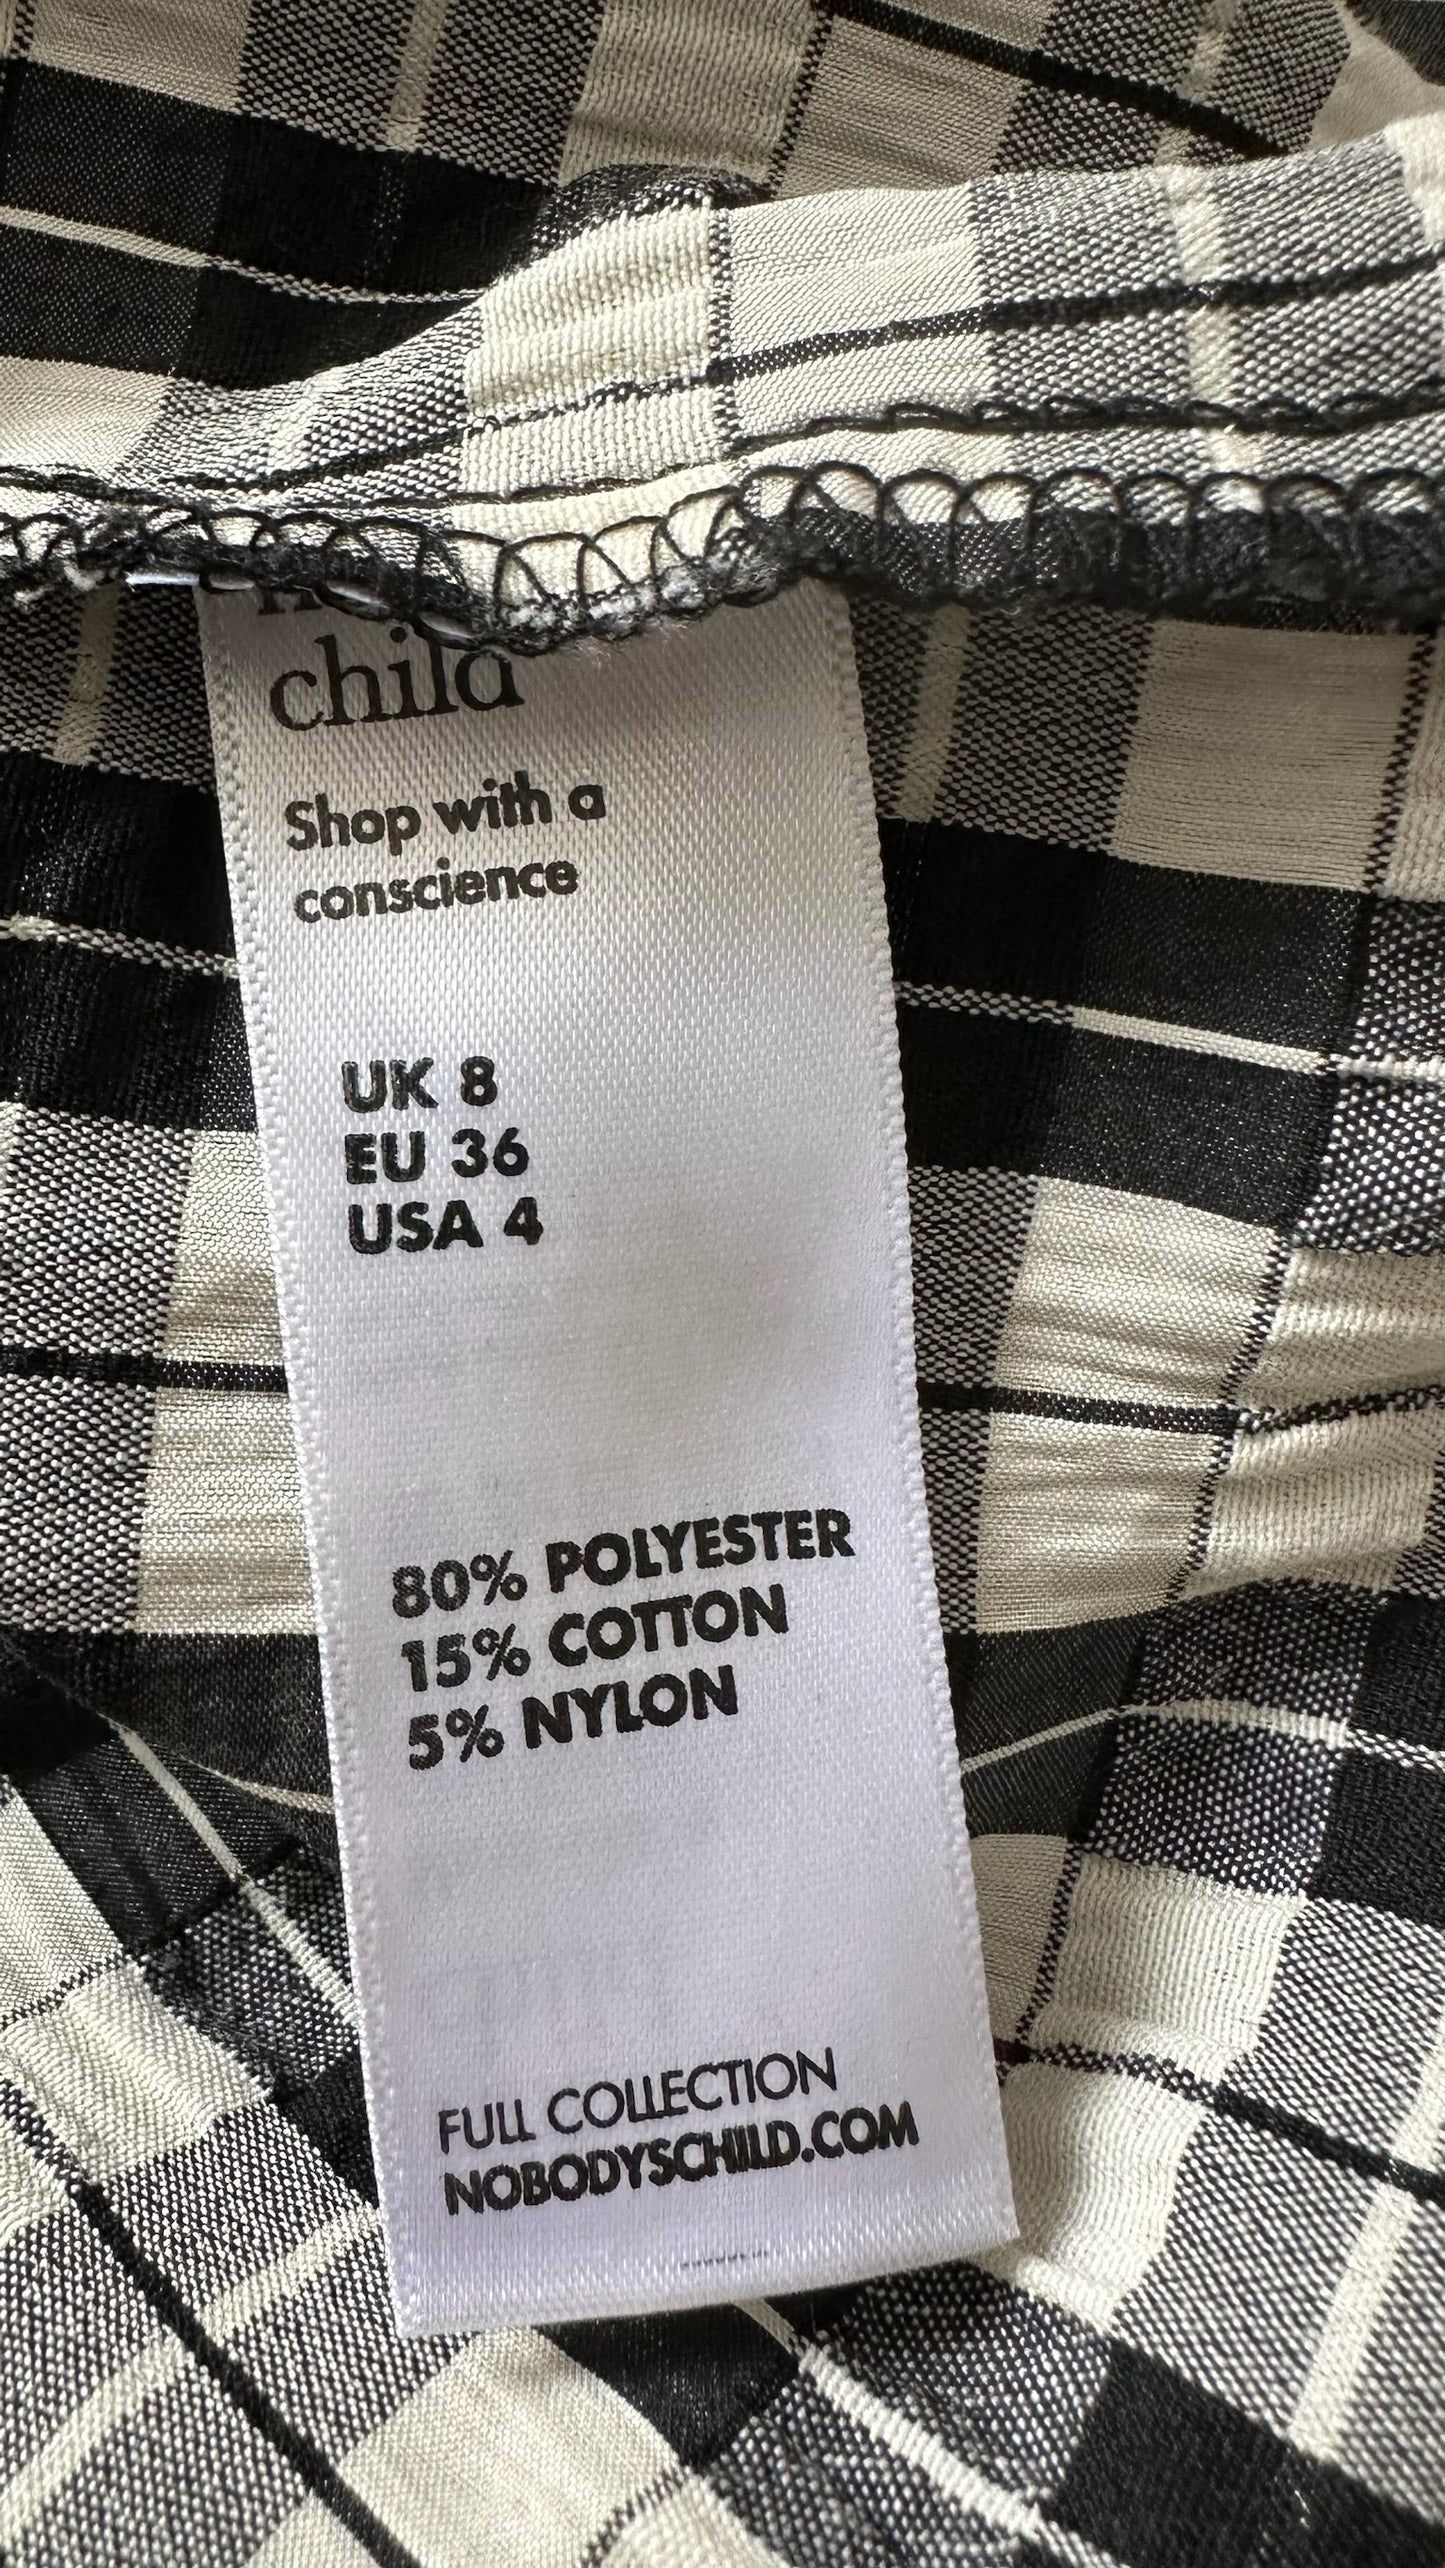 child
Shop with a
conscience
UK 8
EU 36
USA 4
80% POLYESTER
15% COTTON
5% NYLON
FULL COLLECTION
NOBODYSCHILD.COM